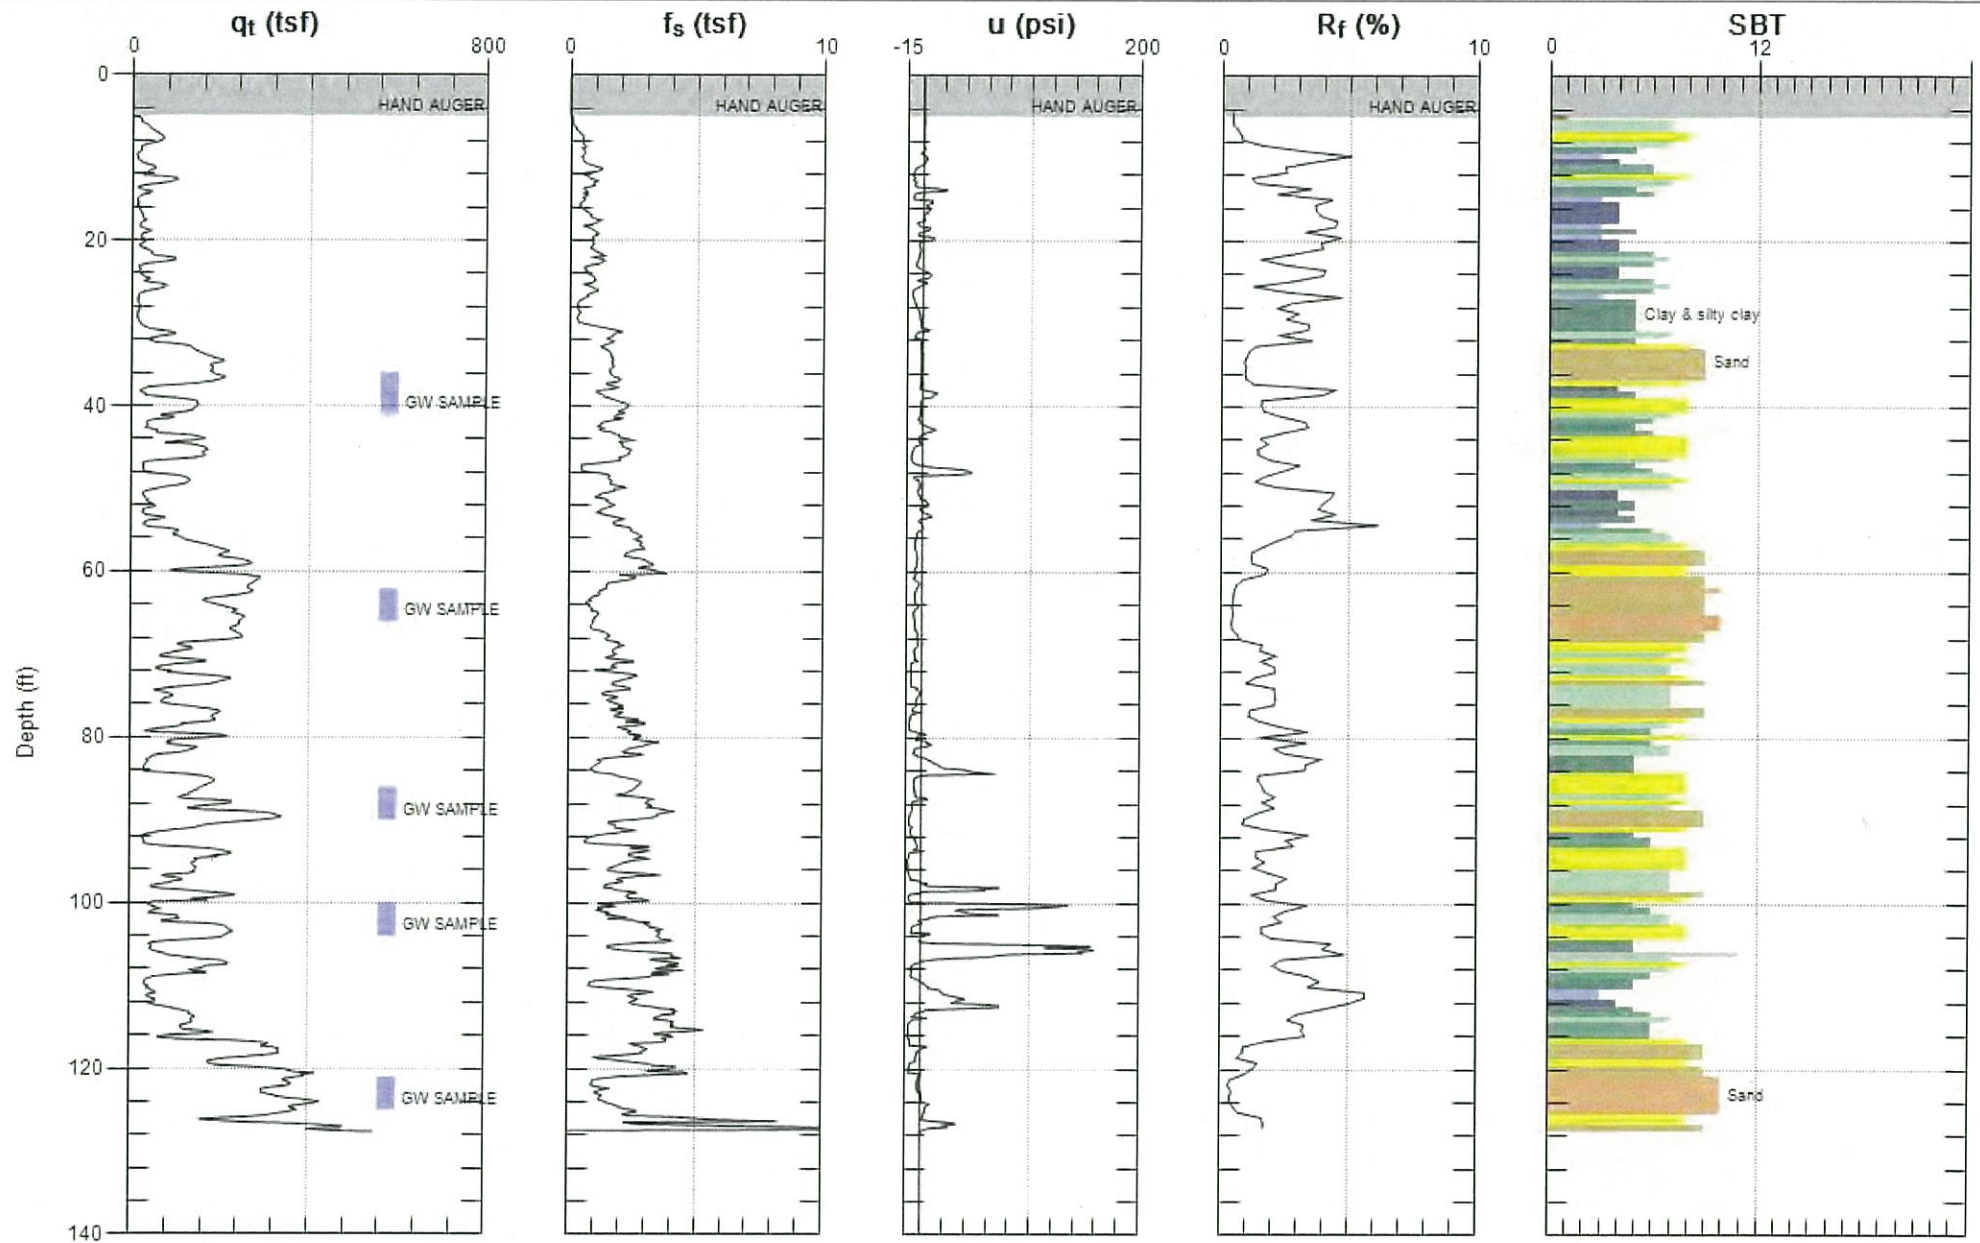 qt (tsf) fs (tsf) u (psi) Rf (%) SBT
0 800 0 10 -15 200 0 10 0 12
0
HAND AUGER HAND AUGER HAND AUGER HAND AUGER
20
Clay & silty clay
Sand
40
GW SAMPLE
60
GW SAMPLE
Depth (ft)
80
GW SAMPLE
100
GW SAMPLE
120
GW SAMPLE
Sand
140